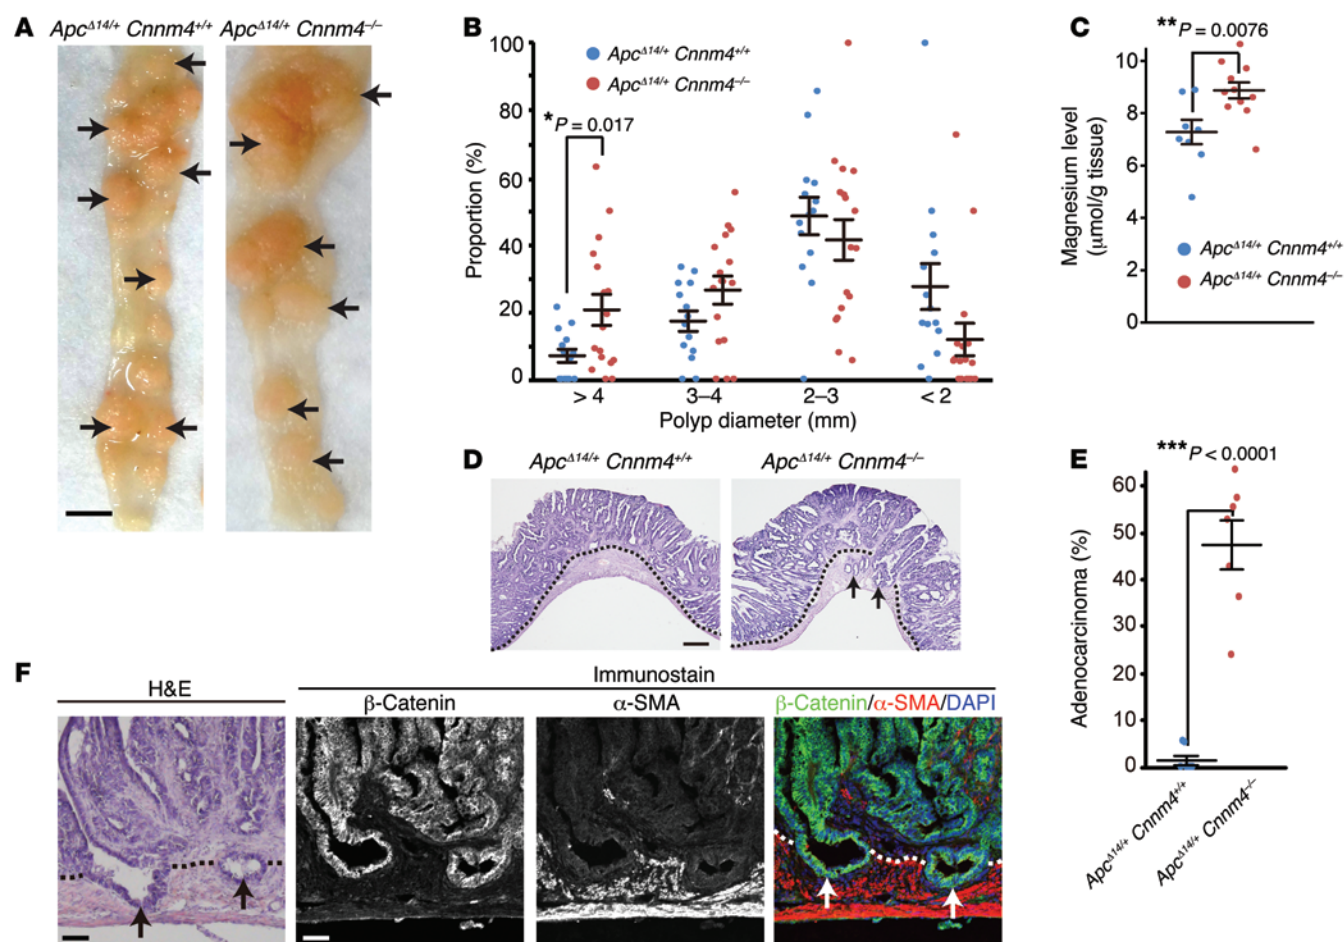 A
Apc^Δ14/+ Cnnm4^+/+ Apc^Δ14/+ Cnnm4^–/–
B
Apc^Δ14/+ Cnnm4^+/+
Apc^Δ14/+ Cnnm4^–/–
*P = 0.017
Proportion (%)
100
80
60
40
20
0
> 4 3–4 2–3 < 2
Polyp diameter (mm)
C
**P = 0.0076
Magnesium level
(μmol/g tissue)
10
8
6
4
2
0
Apc^Δ14/+ Cnnm4^+/+
Apc^Δ14/+ Cnnm4^–/–
D
Apc^Δ14/+ Cnnm4^+/+ Apc^Δ14/+ Cnnm4^–/–
E
***P < 0.0001
Adenocarcinoma (%)
60
50
40
30
20
10
0
Apc^Δ14/+ Cnnm4^+/+
Apc^Δ14/+ Cnnm4^–/–
F
H&E
Immunostain
β-Catenin
α-SMA
β-Catenin/α-SMA/DAPI